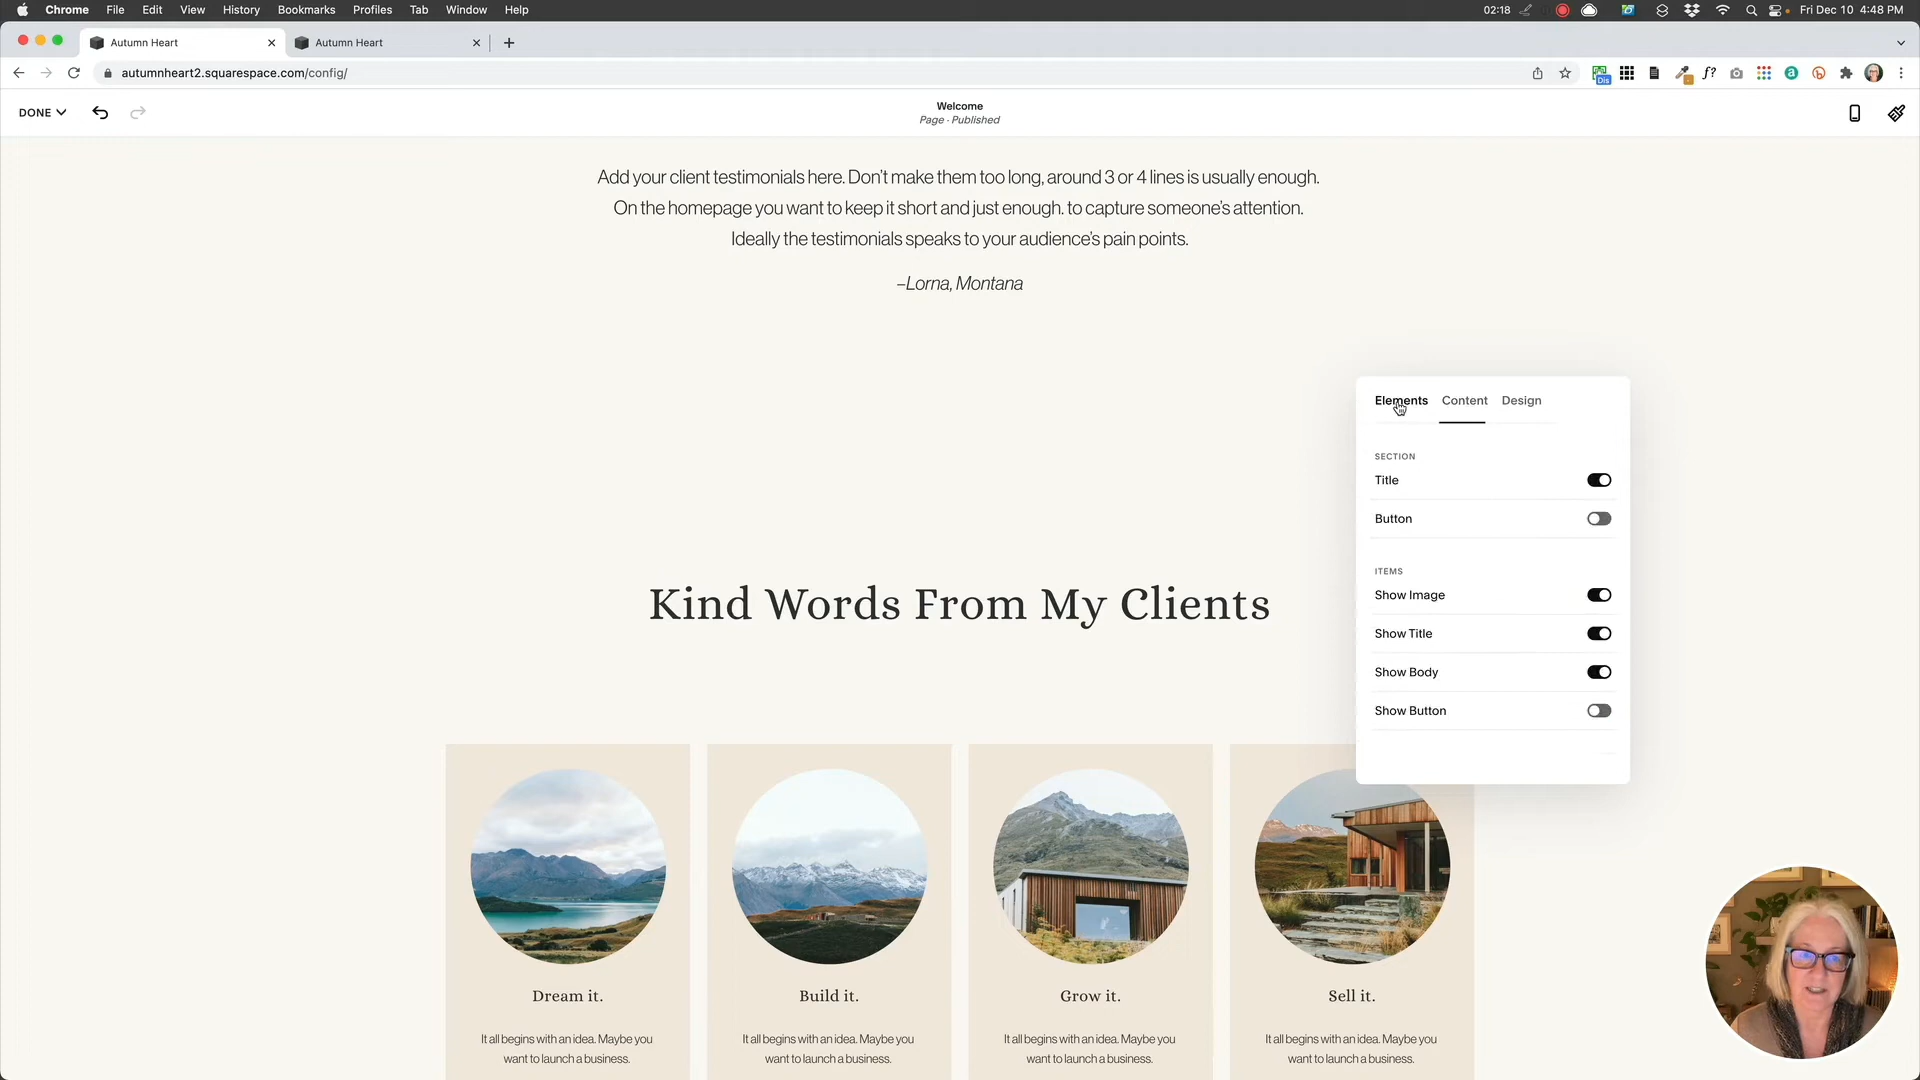 Chrome File Edit View History Bookmarks Profiles Tab Window Help 02:18 Fri Dec 10 4:48 PM
Autumn Heart Autumn Heart
autumnheart2.squarespace.com/config/
Dis
f?
a
DONE
Welcome
Page · Published
Add your client testimonials here. Don't make them too long, around 3 or 4 lines is usually enough.
On the homepage you want to keep it short and just enough. to capture someone's attention.
Ideally the testimonials speaks to your audience's pain points.
–Lorna, Montana
Elements Content Design
SECTION
Title
Button
ITEMS
Show Image
Show Title
Show Body
Show Button
Kind Words From My Clients
Dream it. Build it. Grow it. Sell it.
It all begins with an idea. Maybe you It all begins with an idea. Maybe you It all begins with an idea. Maybe you It all begins with an idea. Maybe you
want to launch a business. want to launch a business. want to launch a business. want to launch a business.